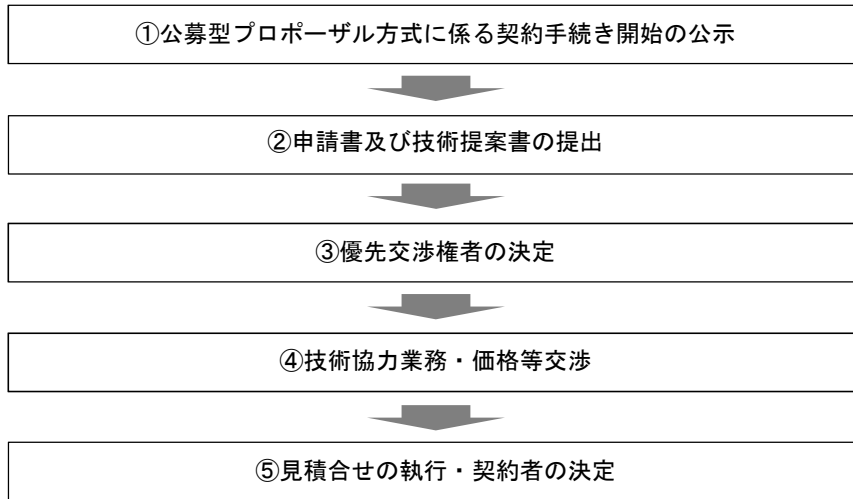 ①公募型プロポーザル方式に係る契約手続き開始の公示
②申請書及び技術提案書の提出
③優先交渉権者の決定
④技術協力業務・価格等交渉
⑤見積合せの執行・契約者の決定